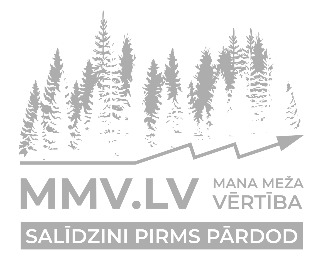 MMV.LV
MANA MEŽA
VĒRTĪBA
SALĪDZINI PIRMS PĀRDOD